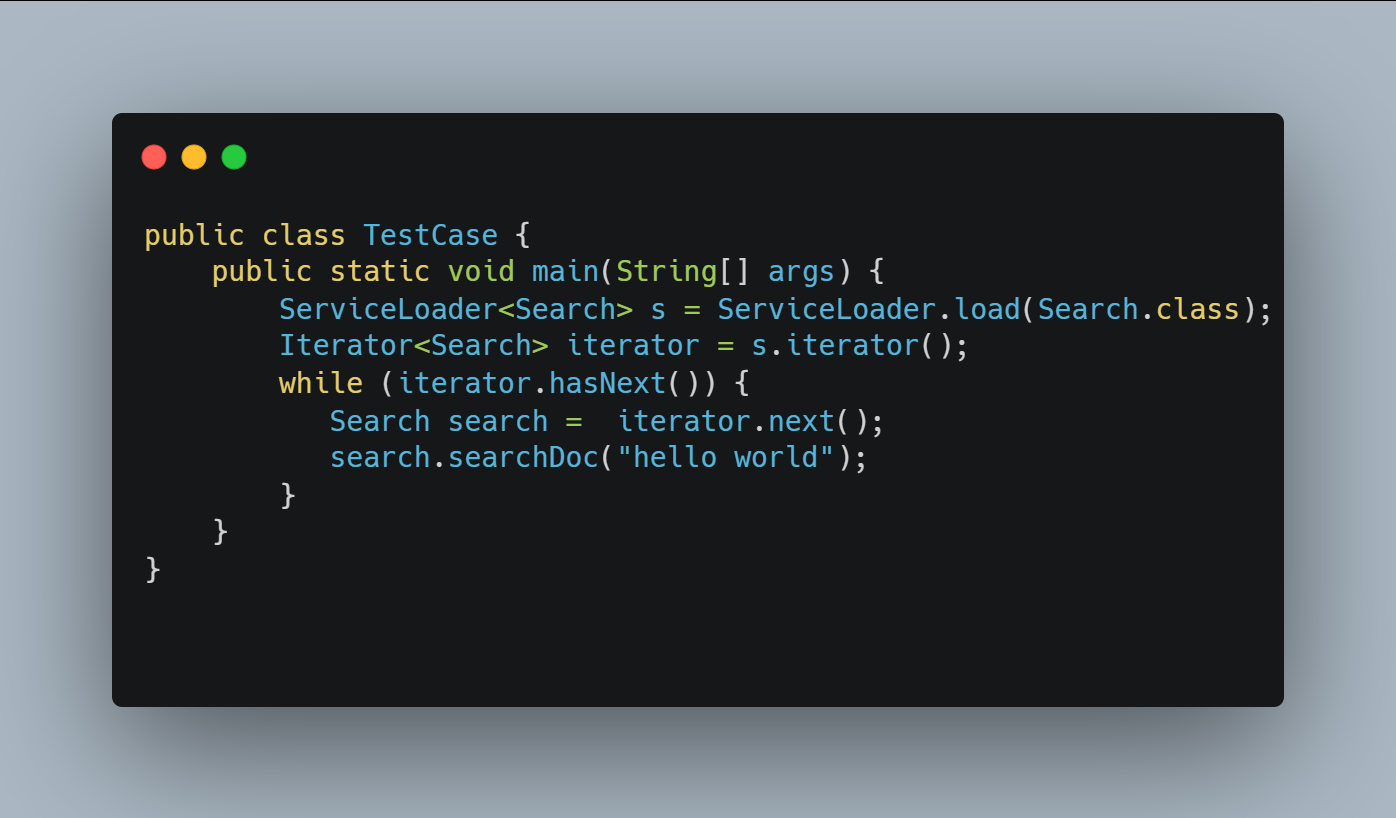 public class TestCase {
    public static void main(String[] args) {
        ServiceLoader<Search> s = ServiceLoader.load(Search.class);
        Iterator<Search> iterator = s.iterator();
        while (iterator.hasNext()) {
           Search search =  iterator.next();
           search.searchDoc("hello world");
        }
    }
}